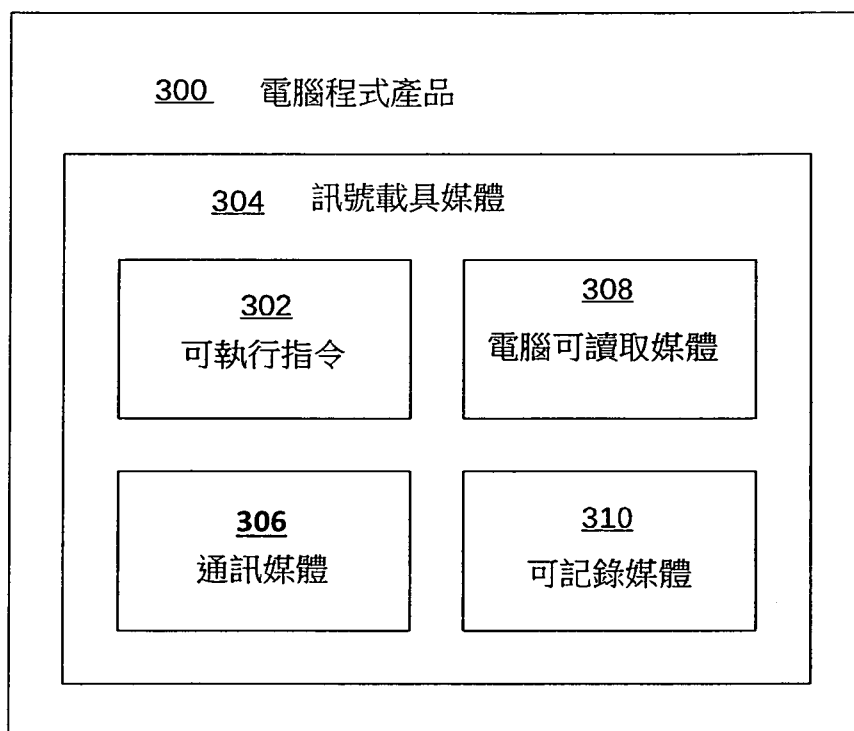 300 電腦程式產品
304 訊號載具媒體
302
可執行指令
308
電腦可讀取媒體
306
通訊媒體
310
可記錄媒體